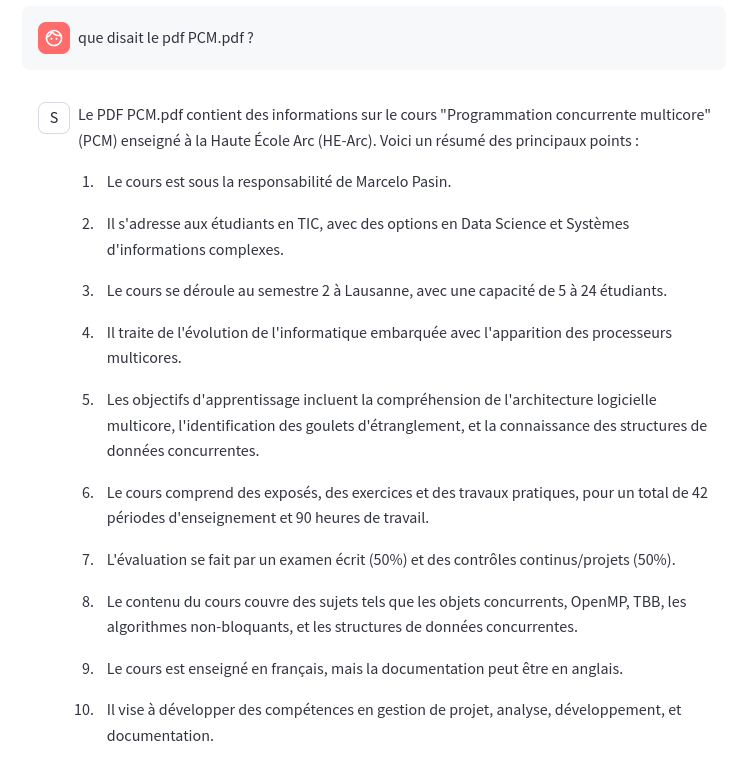 que disait le pdf PCM.pdf ?
S
Le PDF PCM.pdf contient des informations sur le cours "Programmation concurrente multicore"
(PCM) enseigné à la Haute École Arc (HE-Arc). Voici un résumé des principaux points :
1. Le cours est sous la responsabilité de Marcelo Pasin.
2. Il s'adresse aux étudiants en TIC, avec des options en Data Science et Systèmes
d'informations complexes.
3. Le cours se déroule au semestre 2 à Lausanne, avec une capacité de 5 à 24 étudiants.
4. Il traite de l'évolution de l'informatique embarquée avec l'apparition des processeurs
multicores.
5. Les objectifs d'apprentissage incluent la compréhension de l'architecture logicielle
multicore, l'identification des goulets d'étranglement, et la connaissance des structures de
données concurrentes.
6. Le cours comprend des exposés, des exercices et des travaux pratiques, pour un total de 42
périodes d'enseignement et 90 heures de travail.
7. L'évaluation se fait par un examen écrit (50%) et des contrôles continus/projets (50%).
8. Le contenu du cours couvre des sujets tels que les objets concurrents, OpenMP, TBB, les
algorithmes non-bloquants, et les structures de données concurrentes.
9. Le cours est enseigné en français, mais la documentation peut être en anglais.
10. Il vise à développer des compétences en gestion de projet, analyse, développement, et
documentation.